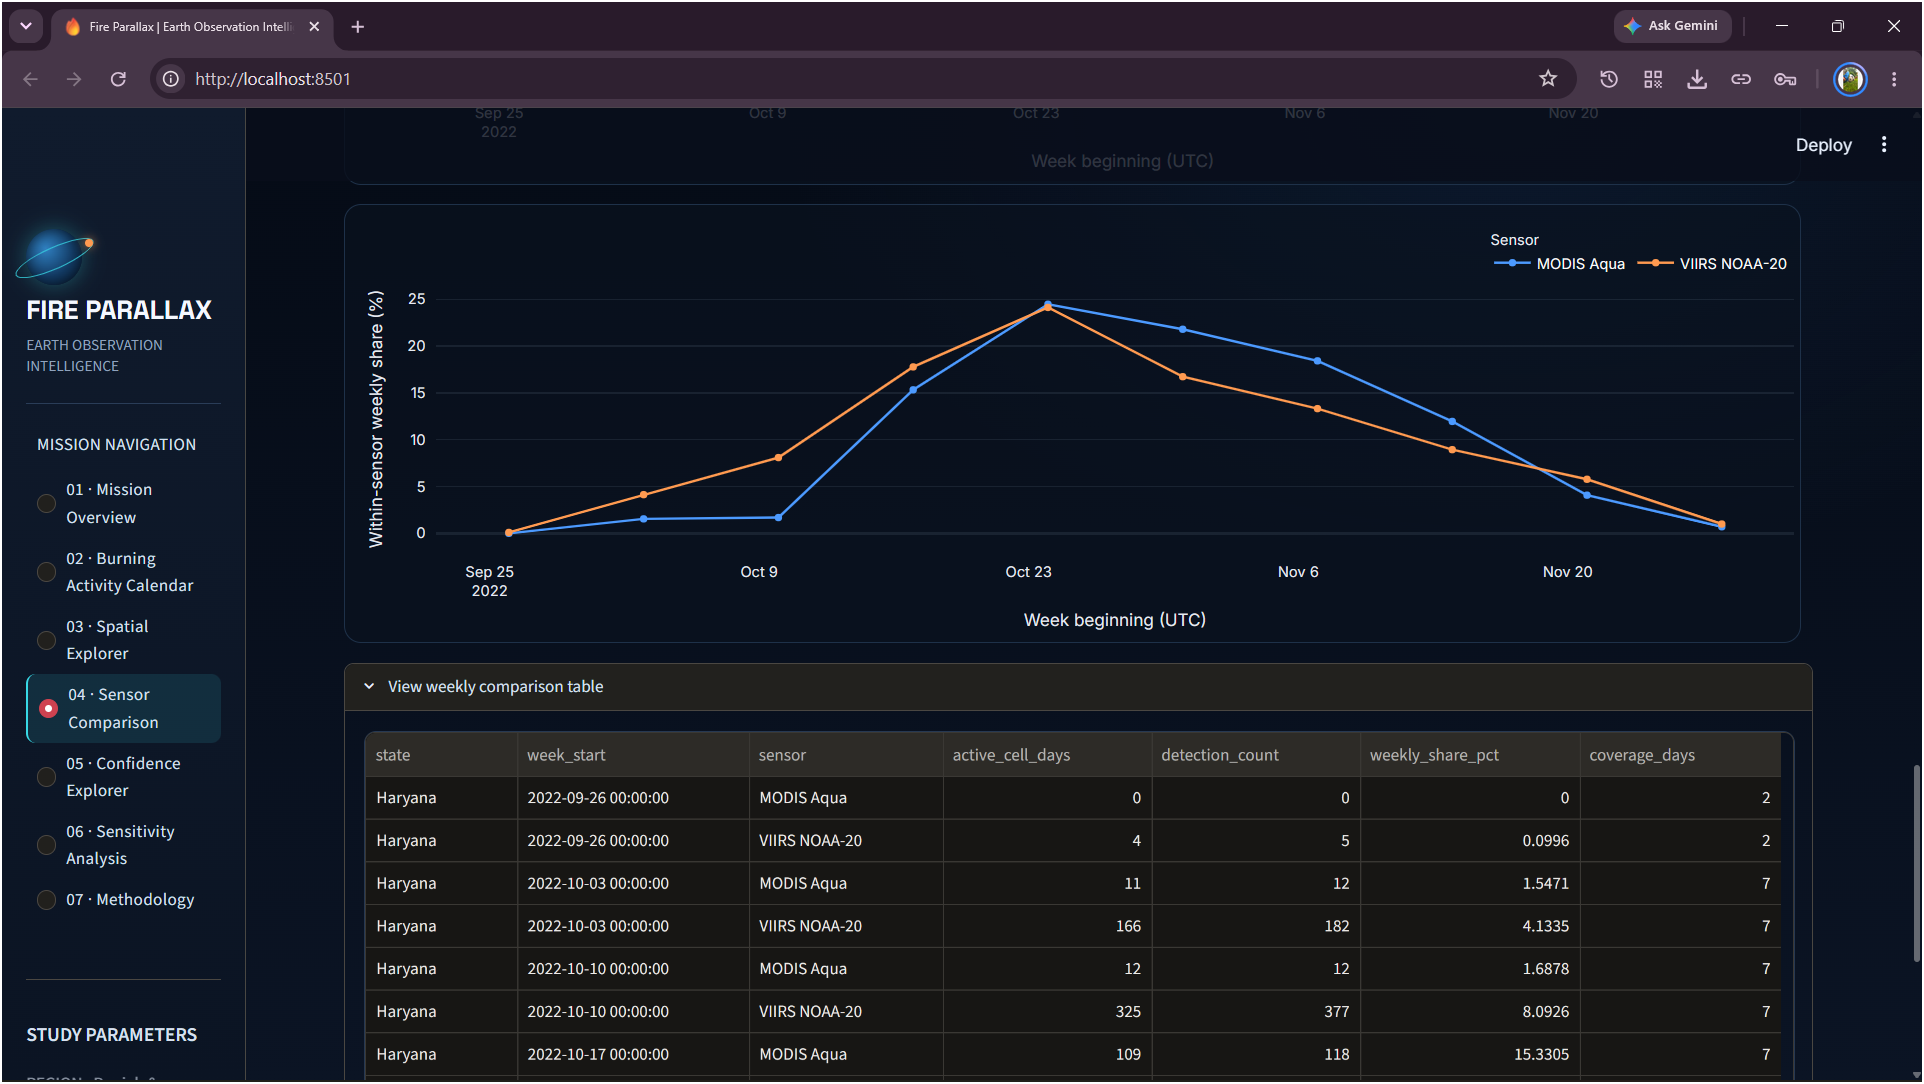 Fire Parallax | Earth Observation Intelli
Ask Gemini
http://localhost:8501
Deploy
FIRE PARALLAX
EARTH OBSERVATION
INTELLIGENCE
MISSION NAVIGATION
01 · Mission
Overview
02 · Burning
Activity Calendar
03 · Spatial
Explorer
04 · Sensor
Comparison
05 · Confidence
Explorer
06 · Sensitivity
Analysis
07 · Methodology
STUDY PARAMETERS
Sep 25 Oct 9 Oct 23 Nov 6 Nov 20
2022
Week beginning (UTC)
Sensor
MODIS Aqua VIIRS NOAA-20
Within-sensor weekly share (%)
25
20
15
10
5
0
Sep 25 Oct 9 Oct 23 Nov 6 Nov 20
2022
Week beginning (UTC)
View weekly comparison table
state week_start sensor active_cell_days detection_count weekly_share_pct coverage_days
Haryana 2022-09-26 00:00:00 MODIS Aqua 0 0 0 2
Haryana 2022-09-26 00:00:00 VIIRS NOAA-20 4 5 0.0996 2
Haryana 2022-10-03 00:00:00 MODIS Aqua 11 12 1.5471 7
Haryana 2022-10-03 00:00:00 VIIRS NOAA-20 166 182 4.1335 7
Haryana 2022-10-10 00:00:00 MODIS Aqua 12 12 1.6878 7
Haryana 2022-10-10 00:00:00 VIIRS NOAA-20 325 377 8.0926 7
Haryana 2022-10-17 00:00:00 MODIS Aqua 109 118 15.3305 7